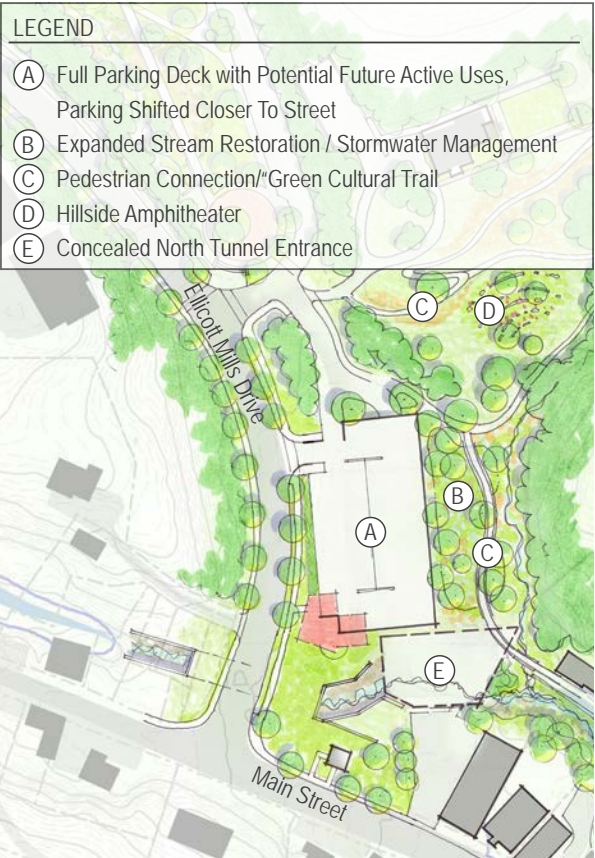 LEGEND
A Full Parking Deck with Potential Future Active Uses,
Parking Shifted Closer To Street
B Expanded Stream Restoration / Stormwater Management
C Pedestrian Connection/"Green Cultural Trail
D Hillside Amphitheater
E Concealed North Tunnel Entrance
C
D
Ellicott Mills Drive
B
A
C
E
Main Street